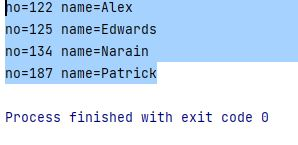 no=122 name=Alex
no=125 name=Edwards
no=134 name=Narain
no=187 name=Patrick
Process finished with exit code 0